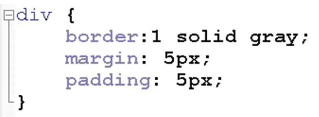 div {
border:1 solid gray;
margin: 5px;
padding: 5px;
}